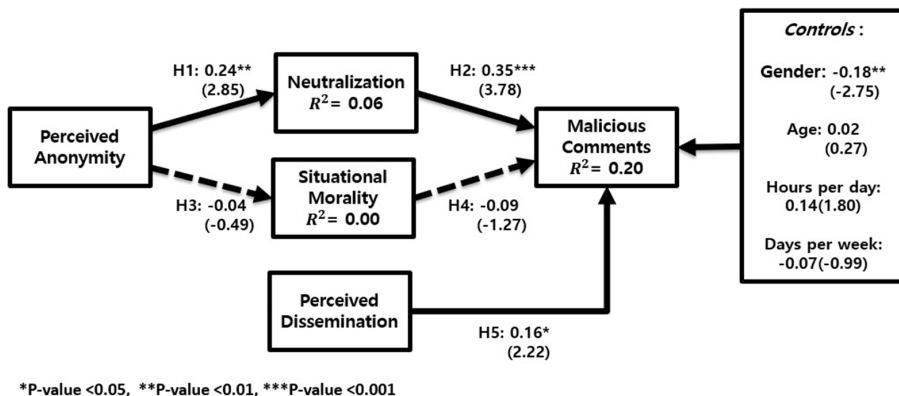 H1: 0.24**
(2.85)
Neutralization
R² = 0.06
H2: 0.35***
(3.78)
Perceived
Anonymity
Situational
Morality
R² = 0.00
H3: -0.04
(-0.49)
H4: -0.09
(-1.27)
Malicious
Comments
R² = 0.20
Perceived
Dissemination
H5: 0.16*
(2.22)
Controls :
Gender: -0.18**
(-2.75)
Age: 0.02
(0.27)
Hours per day:
0.14(1.80)
Days per week:
-0.07(-0.99)
*P-value <0.05, **P-value <0.01, ***P-value <0.001